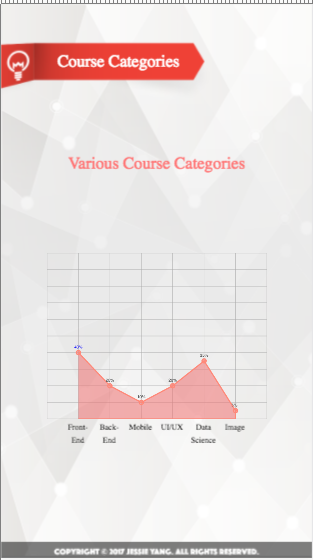 Course Categories
Various Course Categories
40%
20%
10%
20%
35%
Front-
End
Back-
End
Mobile
UI/UX
Data
Science
Image
COPYRIGHT © 2017 JESSIE YANG. ALL RIGHTS RESERVED.